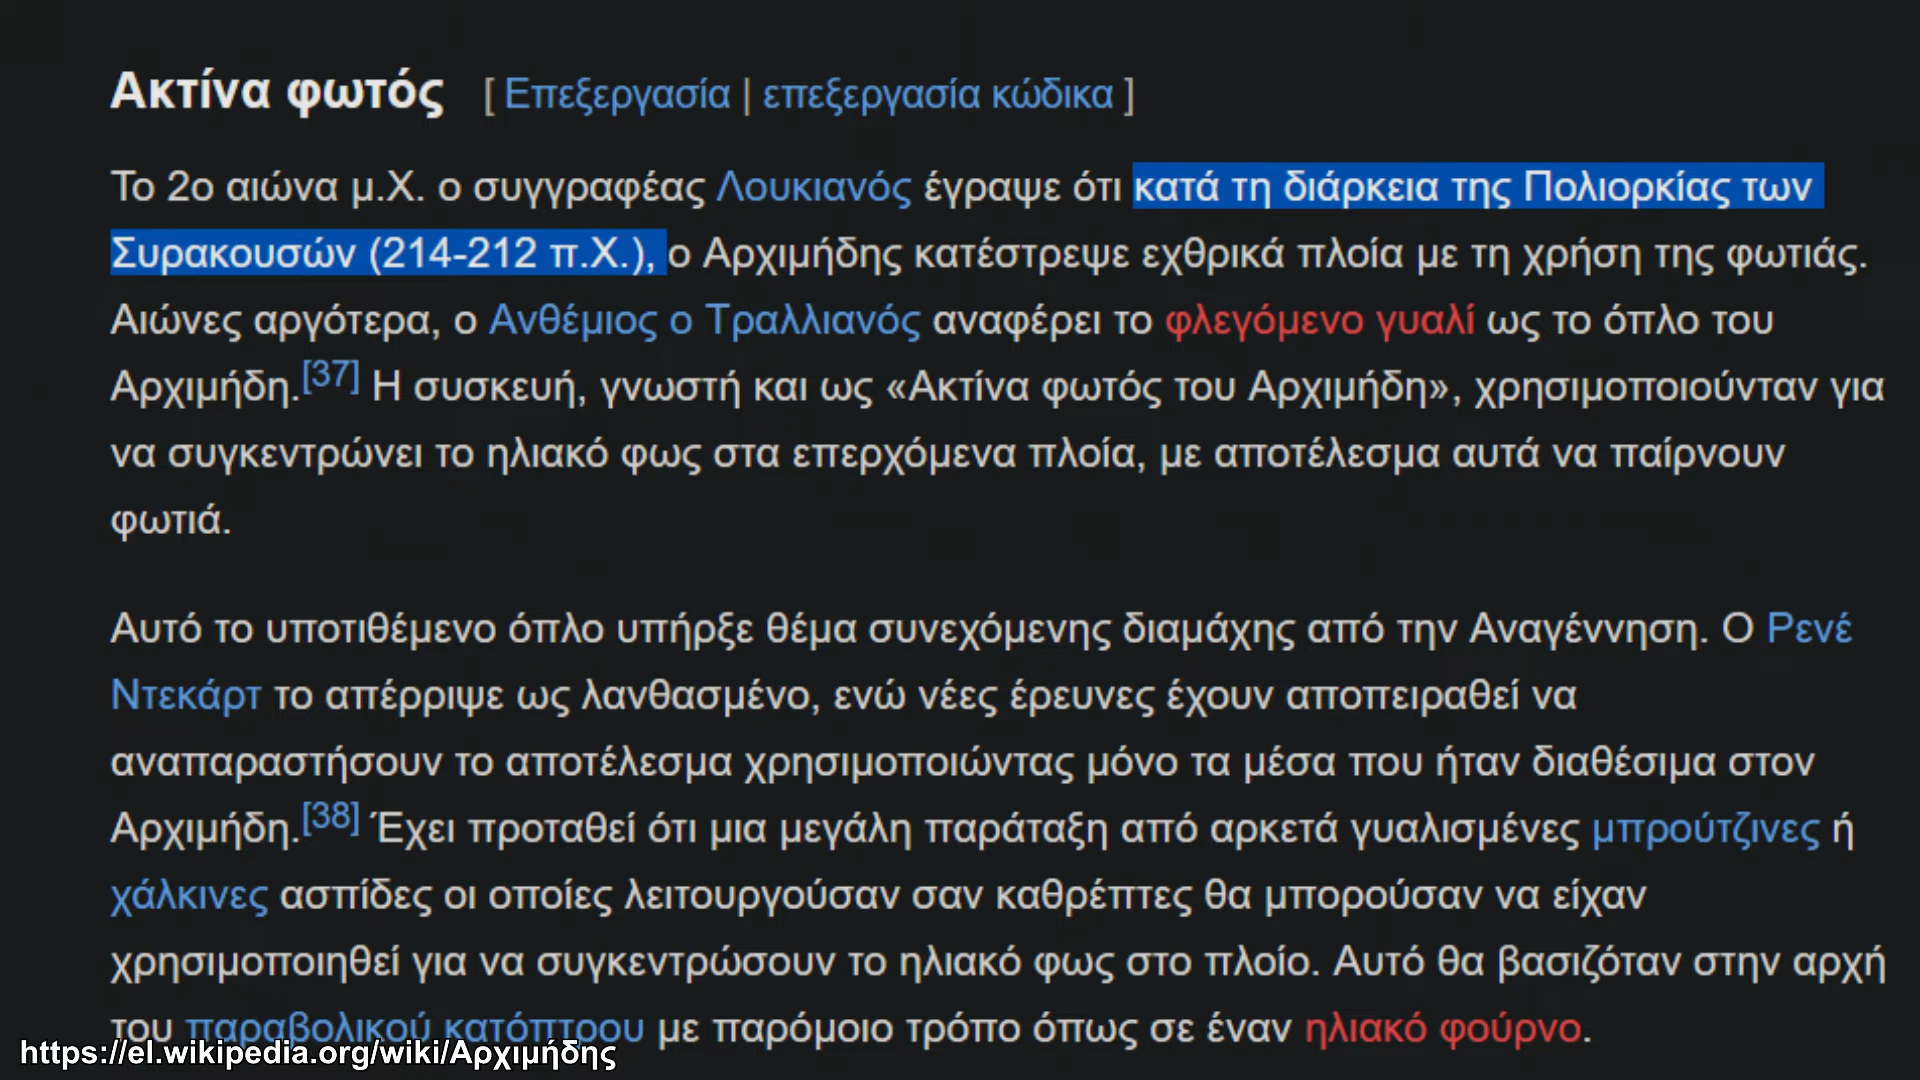 Ακτίνα φωτός [ Επεξεργασία | επεξεργασία κώδικα ]
Το 2ο αιώνα μ.Χ. ο συγγραφέας Λουκιανός έγραψε ότι κατά τη διάρκεια της Πολιορκίας των
Συρακουσών (214-212 π.Χ.), ο Αρχιμήδης κατέστρεψε εχθρικά πλοία με τη χρήση της φωτιάς.
Αιώνες αργότερα, ο Ανθέμιος ο Τραλλιανός αναφέρει το φλεγόμενο γυαλί ως το όπλο του
Αρχιμήδη.[37] Η συσκευή, γνωστή και ως «Ακτίνα φωτός του Αρχιμήδη», χρησιμοποιούνταν για
να συγκεντρώνει το ηλιακό φως στα επερχόμενα πλοία, με αποτέλεσμα αυτά να παίρνουν
φωτιά.
Αυτό το υποτιθέμενο όπλο υπήρξε θέμα συνεχόμενης διαμάχης από την Αναγέννηση. Ο Ρενέ
Ντεκάρτ το απέρριψε ως λανθασμένο, ενώ νέες έρευνες έχουν αποπειραθεί να
αναπαραστήσουν το αποτέλεσμα χρησιμοποιώντας μόνο τα μέσα που ήταν διαθέσιμα στον
Αρχιμήδη.[38] Έχει προταθεί ότι μια μεγάλη παράταξη από αρκετά γυαλισμένες μπρούτζινες ή
χάλκινες ασπίδες οι οποίες λειτουργούσαν σαν καθρέπτες θα μπορούσαν να είχαν
χρησιμοποιηθεί για να συγκεντρώσουν το ηλιακό φως στο πλοίο. Αυτό θα βασιζόταν στην αρχή
του παραβολικού κατόπτρου με παρόμοιο τρόπο όπως σε έναν ηλιακό φούρνο.
https://el.wikipedia.org/wiki/Αρχιμήδης